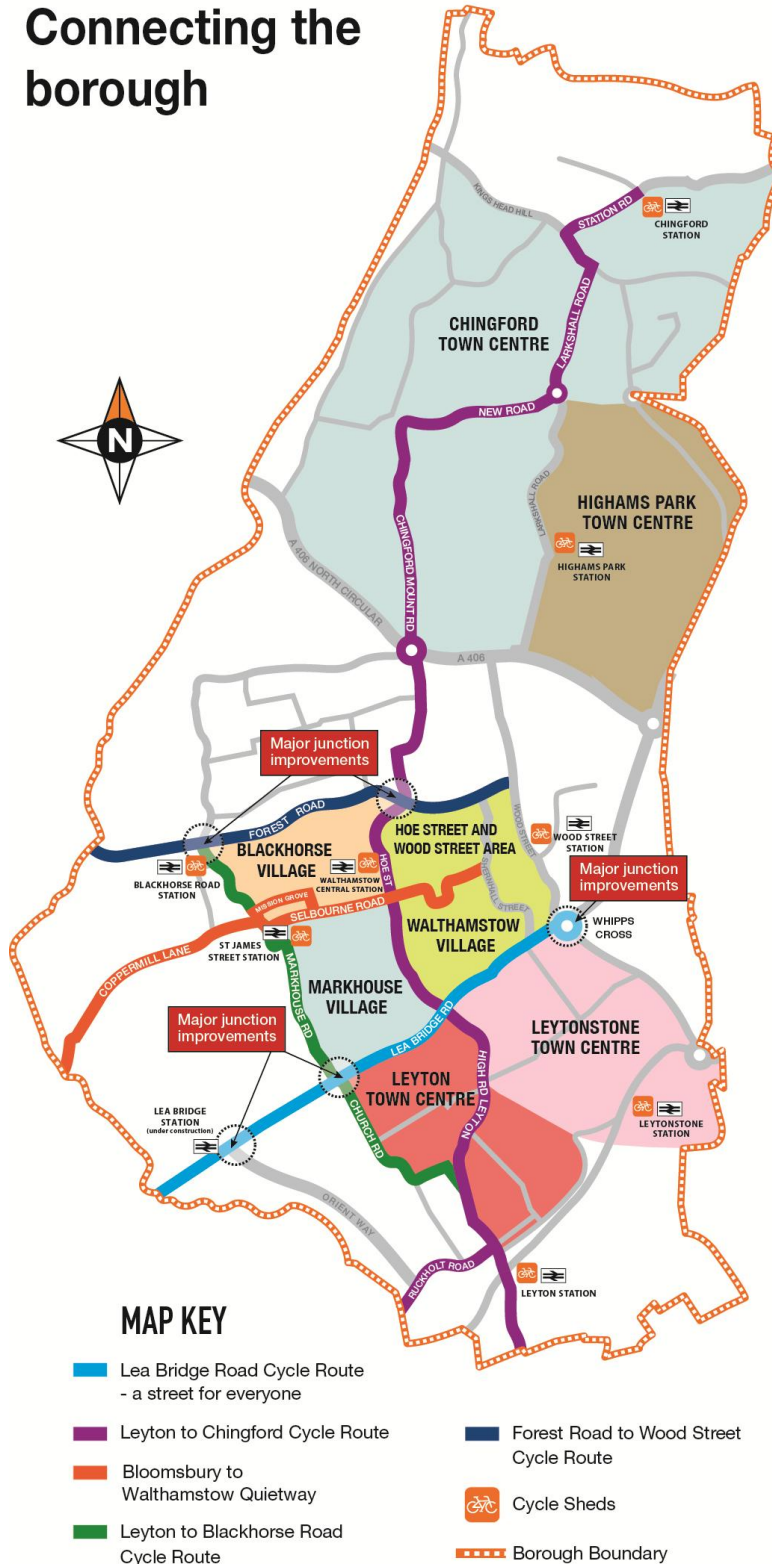 Connecting the
borough
KINGS HEAD HILL
STATION RD
CHINGFORD
STATION
CHINGFORD
TOWN CENTRE
LARKSHALL ROAD
NEW ROAD
N
LARKSHALL ROAD
HIGHAMS PARK
TOWN CENTRE
HIGHAMS PARK
STATION
CHINGFORD MOUNT RD
A 406 NORTH CIRCULAR
A 406
Major junction
improvements
FOREST ROAD
BLACKHORSE
VILLAGE
HOE STREET AND
WOOD STREET AREA
WOOD STREET
WOOD STREET
STATION
BLACKHORSE ROAD
STATION
WALTHAMSTOW
CENTRAL STATION
HOE ST
SHERNHALL STREET
Major junction
improvements
MISSION GROVE
SELBOURNE ROAD
WALTHAMSTOW
VILLAGE
WHIPPS
CROSS
COPPERMILL LANE
ST JAMES
STREET STATION
MARKHOUSE RD
MARKHOUSE
VILLAGE
Major junction
improvements
LEA BRIDGE RD
LEYTONSTONE
TOWN CENTRE
LEYTON
TOWN CENTRE
HIGH RD LEYTON
LEA BRIDGE
STATION
(under construction)
CHURCH RD
LEYTONSTONE
STATION
ORIENT WAY
RUCKHOLT ROAD
LEYTON STATION
MAP KEY
Lea Bridge Road Cycle Route
- a street for everyone
Leyton to Chingford Cycle Route
Bloomsbury to
Walthamstow Quietway
Leyton to Blackhorse Road
Cycle Route
Forest Road to Wood Street
Cycle Route
Cycle Sheds
Borough Boundary